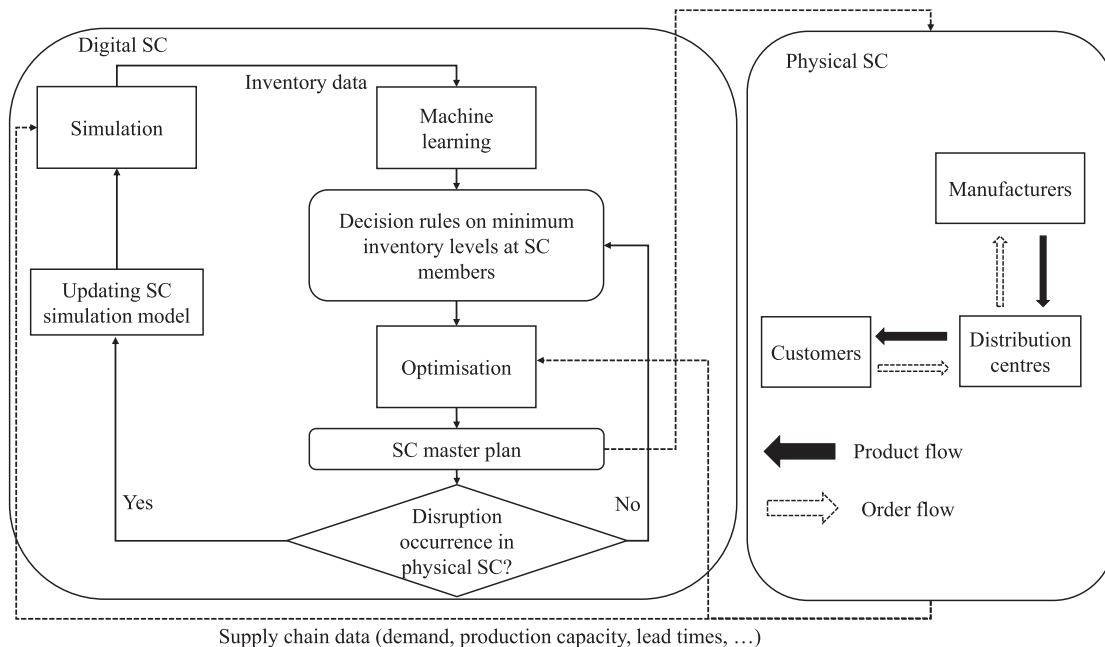 Digital SC
Inventory data
Simulation
Machine
learning
Decision rules on minimum
inventory levels at SC
members
Updating SC
simulation model
Optimisation
SC master plan
Yes
No
Disruption
occurrence in
physical SC?
Physical SC
Manufacturers
Customers
Distribution
centres
Product flow
Order flow
Supply chain data (demand, production capacity, lead times, …)